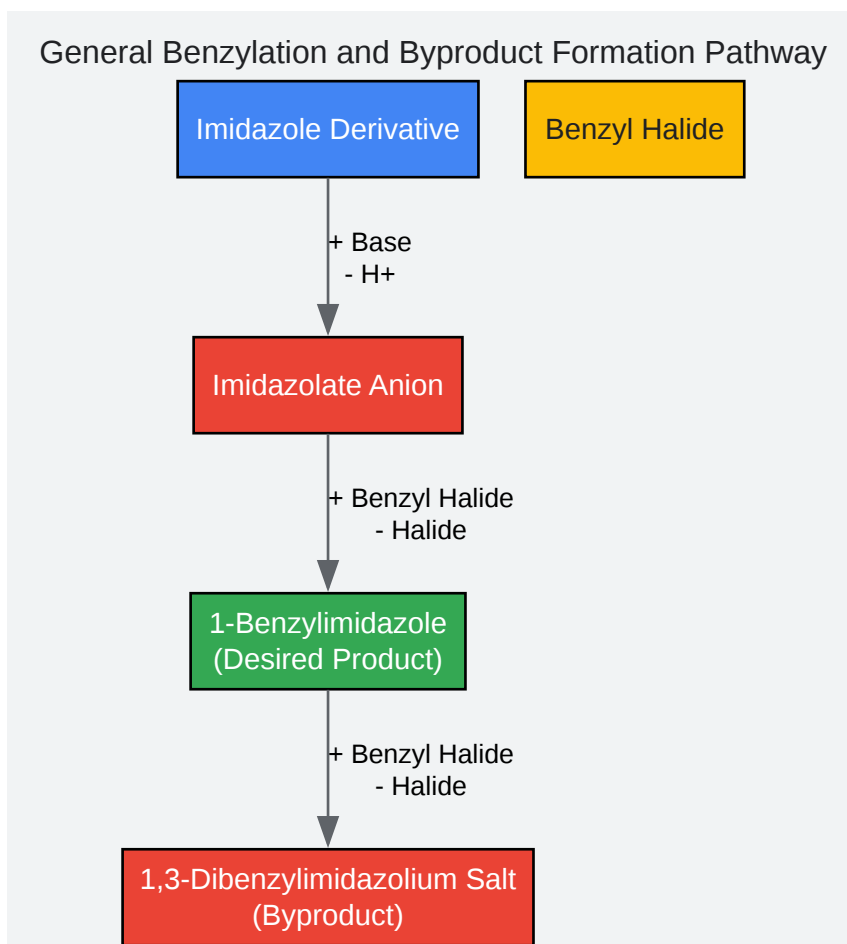 General Benzylation and Byproduct Formation Pathway
Imidazole Derivative
Benzyl Halide
+ Base
- H+
Imidazolate Anion
+ Benzyl Halide
- Halide
1-Benzylimidazole
(Desired Product)
+ Benzyl Halide
- Halide
1,3-Dibenzylimidazolium Salt
(Byproduct)